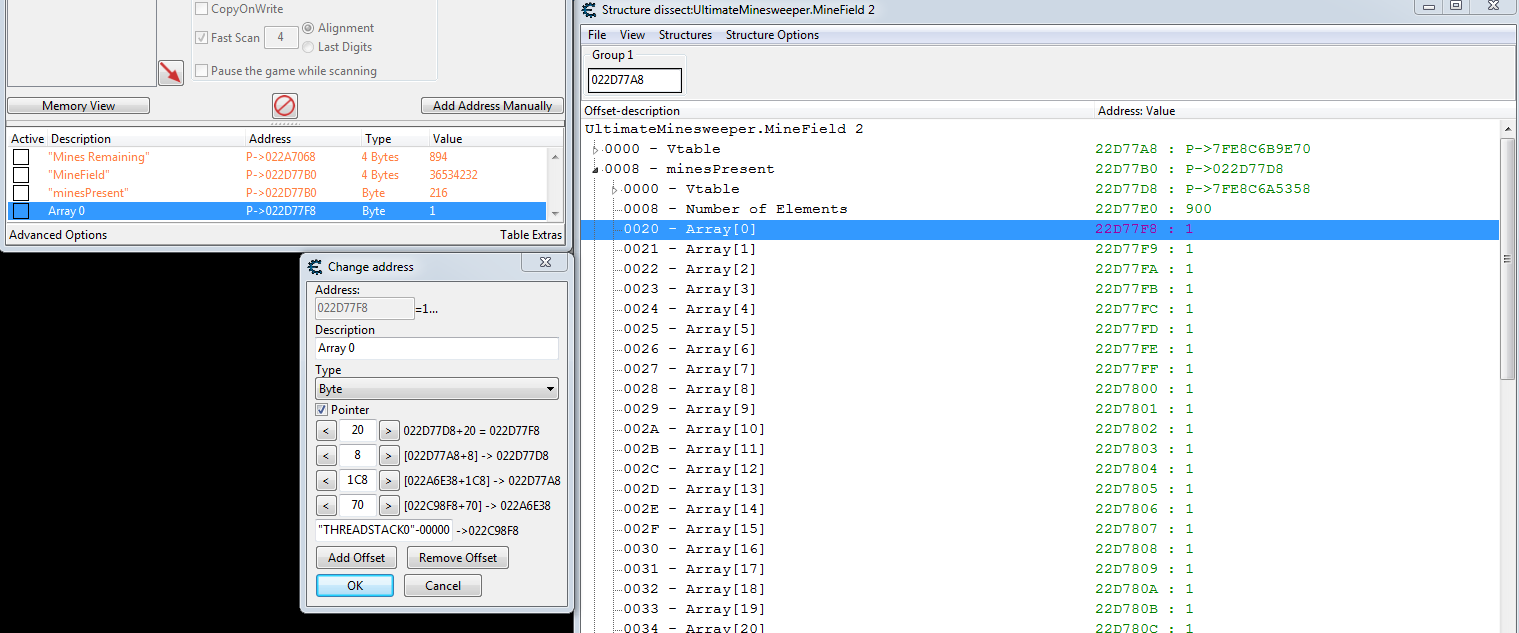 CopyOnWrite
Fast Scan 4 Alignment
Last Digits
Pause the game while scanning
Memory View Add Address Manually
Active Description Address Type Value
"Mines Remaining" P->022A7068 4 Bytes 894
"MineField" P->022D77B0 4 Bytes 36534232
"minesPresent" P->022D77B0 Byte 216
Array 0 P->022D77F8 Byte 1
Advanced Options Table Extras
Change address
Address:
022D77F8 =1...
Description
Array 0
Type
Byte
Pointer
< 20 > 022D77D8+20 = 022D77F8
< 8 > [022D77A8+8] -> 022D77D8
< 1C8 > [022A6E38+1C8] -> 022D77A8
< 70 > [022C98F8+70] -> 022A6E38
"THREADSTACK0"-00000 ->022C98F8
Add Offset Remove Offset
OK Cancel
Structure dissect:UltimateMinesweeper.MineField 2
File View Structures Structure Options
Group 1
022D77A8
Offset-description Address: Value
UltimateMinesweeper.MineField 2
0000 - Vtable 22D77A8 : P->7FE8C6B9E70
0008 - minesPresent 22D77B0 : P->022D77D8
0000 - Vtable 22D77D8 : P->7FE8C6A5358
0008 - Number of Elements 22D77E0 : 900
0020 - Array[0] 22D77F8 : 1
0021 - Array[1] 22D77F9 : 1
0022 - Array[2] 22D77FA : 1
0023 - Array[3] 22D77FB : 1
0024 - Array[4] 22D77FC : 1
0025 - Array[5] 22D77FD : 1
0026 - Array[6] 22D77FE : 1
0027 - Array[7] 22D77FF : 1
0028 - Array[8] 22D7800 : 1
0029 - Array[9] 22D7801 : 1
002A - Array[10] 22D7802 : 1
002B - Array[11] 22D7803 : 1
002C - Array[12] 22D7804 : 1
002D - Array[13] 22D7805 : 1
002E - Array[14] 22D7806 : 1
002F - Array[15] 22D7807 : 1
0030 - Array[16] 22D7808 : 1
0031 - Array[17] 22D7809 : 1
0032 - Array[18] 22D780A : 1
0033 - Array[19] 22D780B : 1
0034 - Array[20] 22D780C : 1